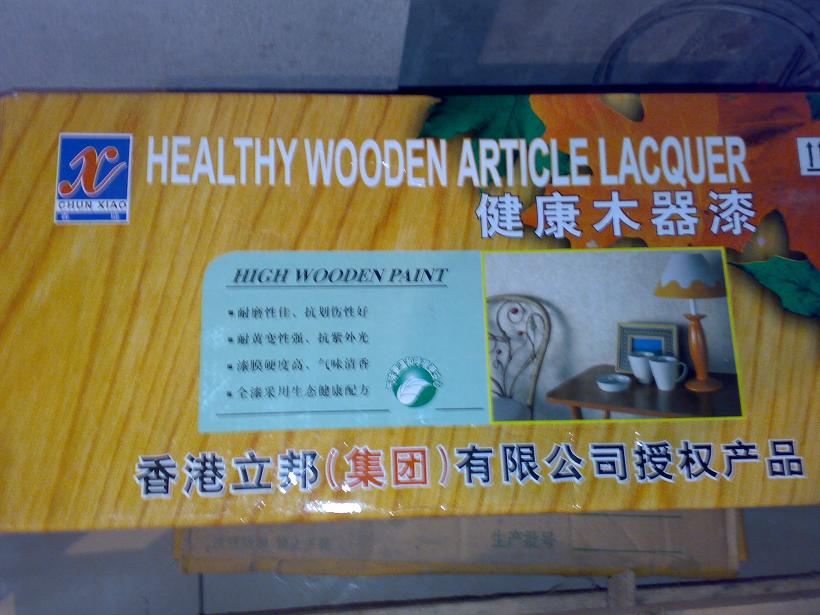 HEALTHY WOODEN ARTICLE LACQUER
CHUN XIAO
健康木器漆
HIGH WOODEN PAINT
▪耐磨性佳、抗划伤性好
▪耐黄变性强、抗紫外光
▪漆膜硬度高、气味清香
▪全漆采用生态健康配方
香港立邦(集团)有限公司授权产品
生产批号